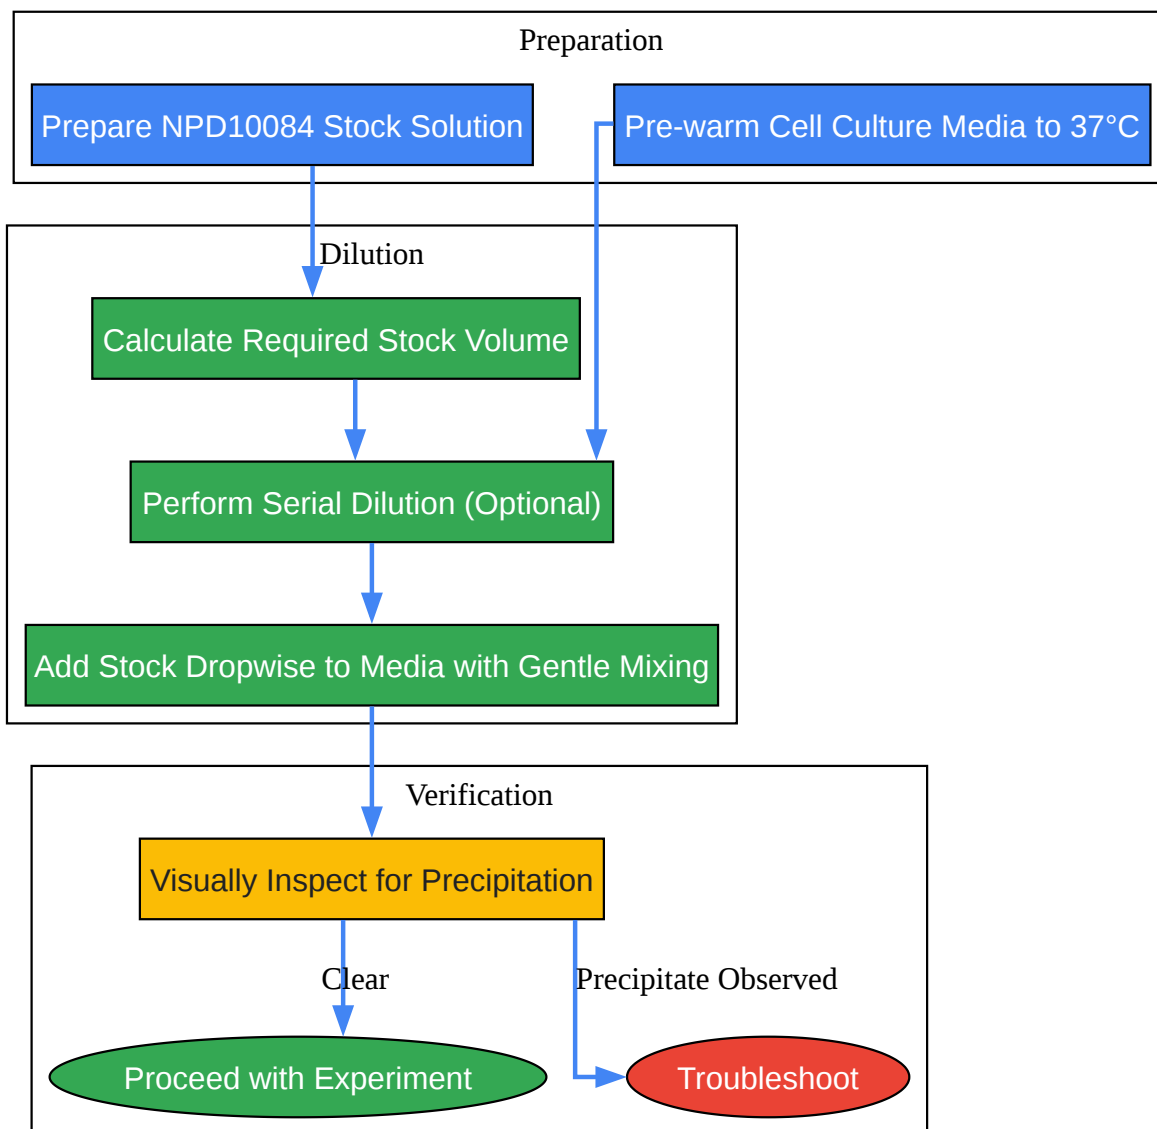 Preparation
Prepare NPD10084 Stock Solution
Pre-warm Cell Culture Media to 37°C
Dilution
Calculate Required Stock Volume
Perform Serial Dilution (Optional)
Add Stock Dropwise to Media with Gentle Mixing
Verification
Visually Inspect for Precipitation
Clear
Precipitate Observed
Proceed with Experiment
Troubleshoot